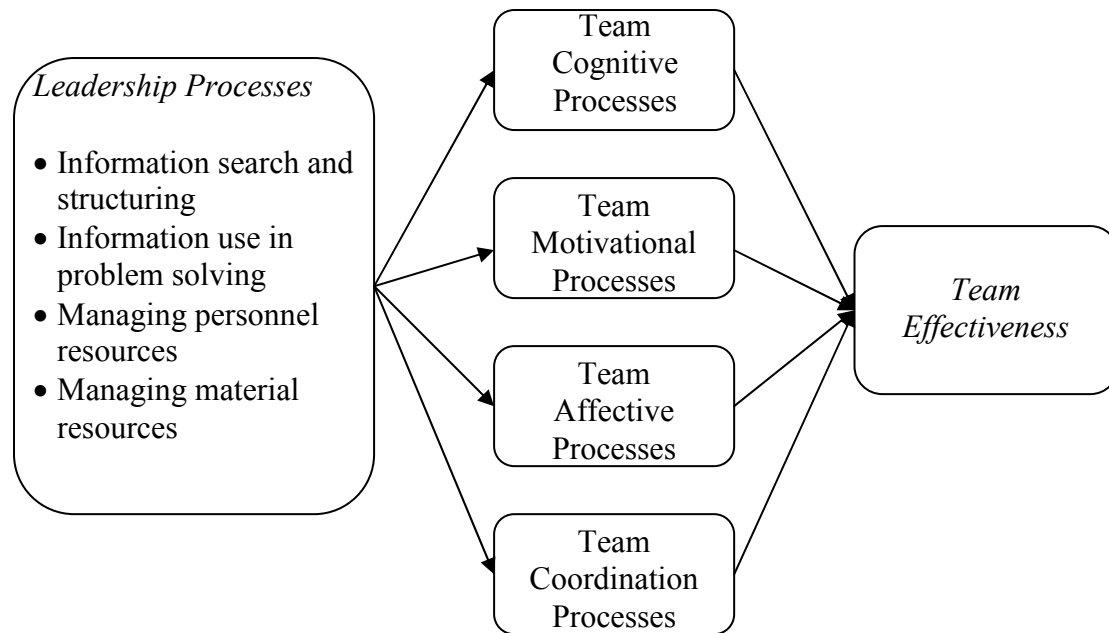 Leadership Processes
• Information search and
structuring
• Information use in
problem solving
• Managing personnel
resources
• Managing material
resources
Team
Cognitive
Processes
Team
Motivational
Processes
Team
Affective
Processes
Team
Coordination
Processes
Team
Effectiveness